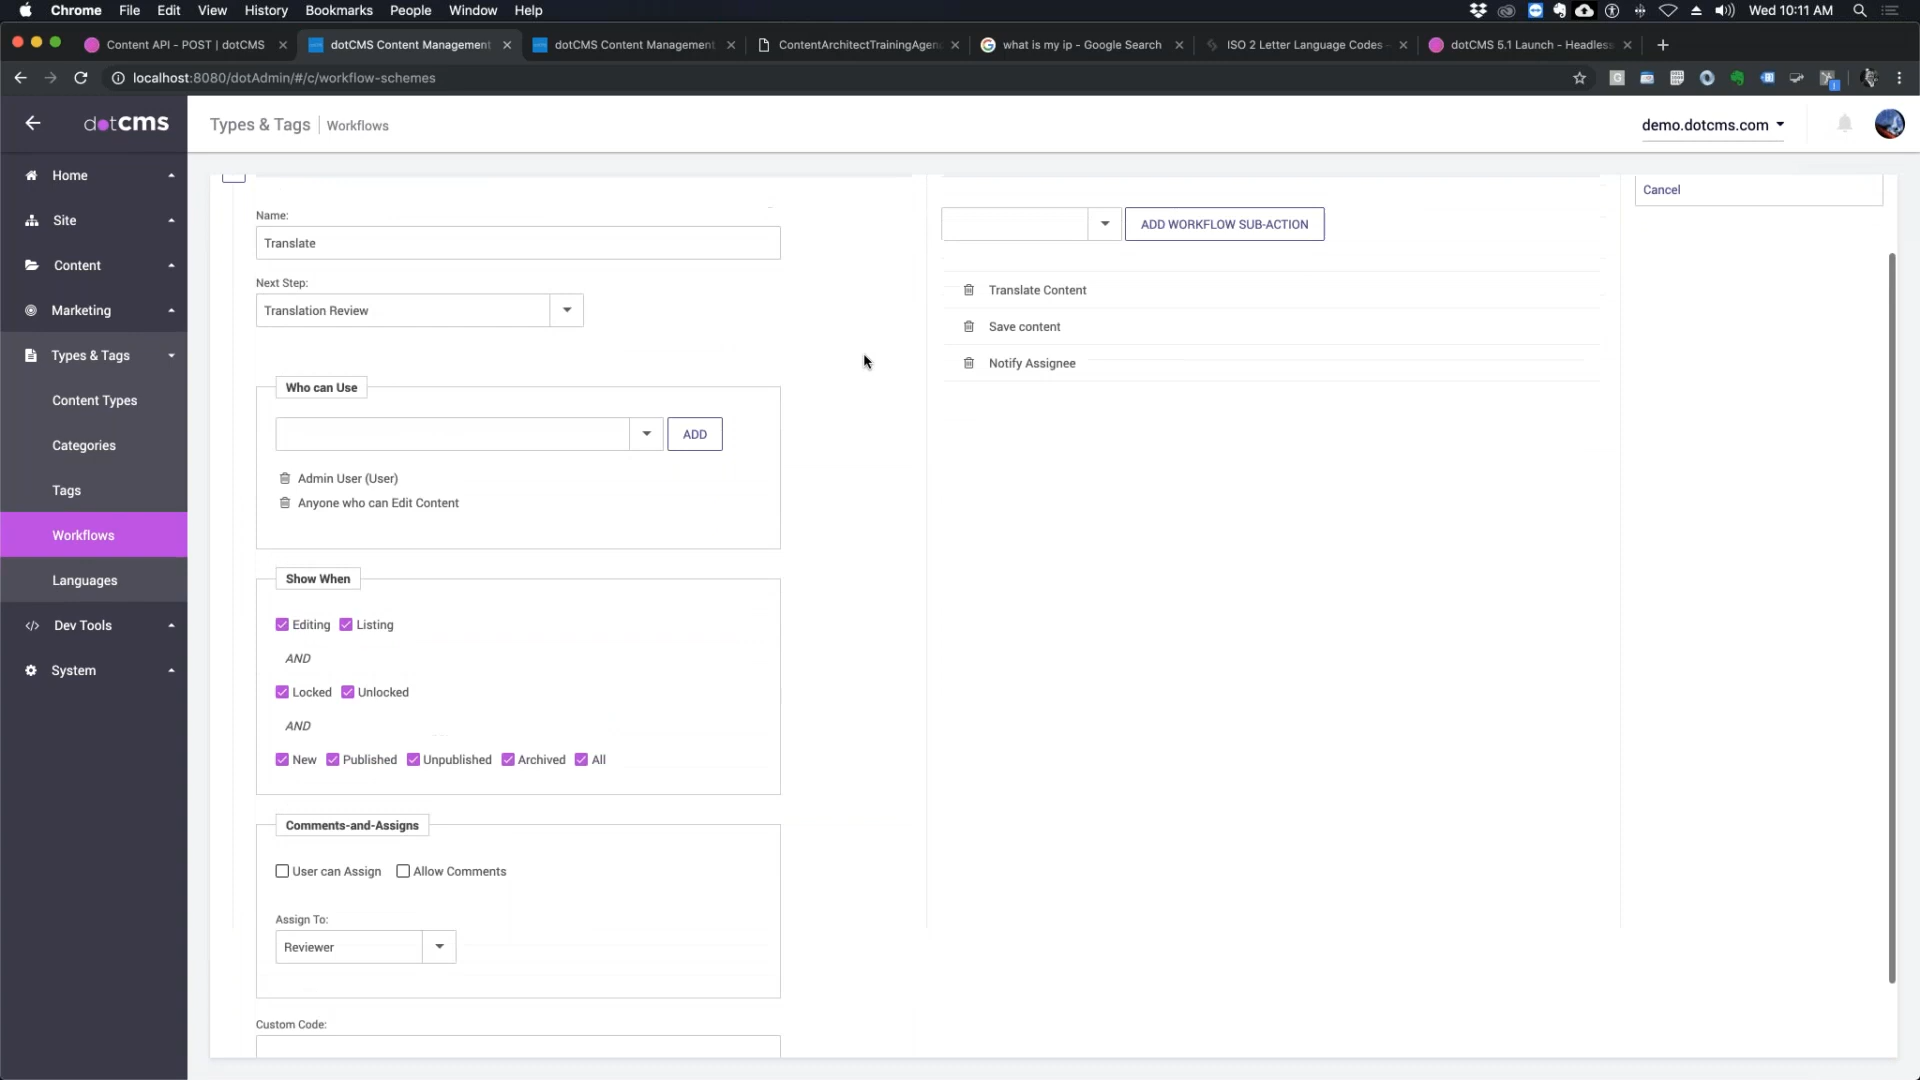 Chrome File Edit View History Bookmarks People Window Help Wed 10:11 AM
Content API - POST | dotCMS
dotCMS Content Management
dotCMS Content Management
ContentArchitectTrainingAgen
what is my ip - Google Search
ISO 2 Letter Language Codes -
dotCMS 5.1 Launch - Headless
localhost:8080/dotAdmin/#/c/workflow-schemes
dotCMS
Types & Tags | Workflows
demo.dotcms.com
Home
Site
Content
Marketing
Types & Tags
Content Types
Categories
Tags
Workflows
Languages
Dev Tools
System
Name:
Translate
Next Step:
Translation Review
Who can Use
ADD
Admin User (User)
Anyone who can Edit Content
Show When
Editing Listing
AND
Locked Unlocked
AND
New Published Unpublished Archived All
Comments-and-Assigns
User can Assign Allow Comments
Assign To:
Reviewer
Custom Code:
ADD WORKFLOW SUB-ACTION
Translate Content
Save content
Notify Assignee
Cancel